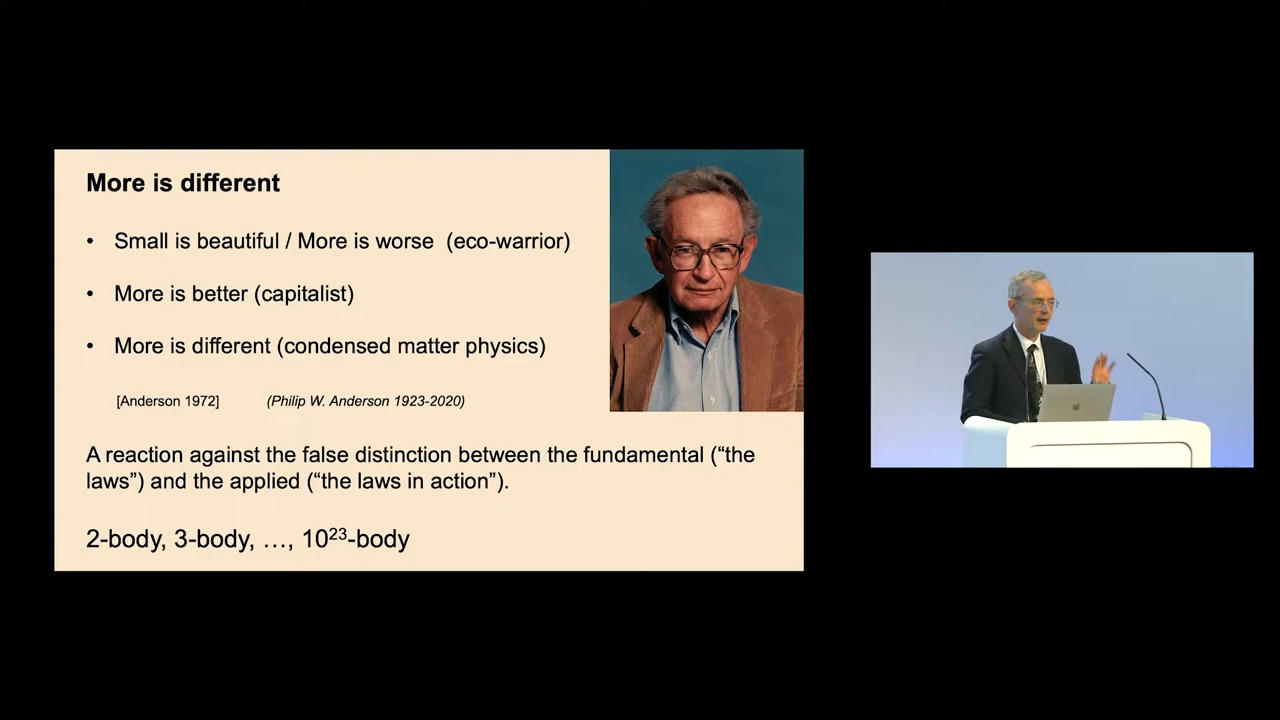 More is different
• Small is beautiful / More is worse (eco-warrior)
• More is better (capitalist)
• More is different (condensed matter physics)
[Anderson 1972] (Philip W. Anderson 1923-2020)
A reaction against the false distinction between the fundamental (“the
laws”) and the applied (“the laws in action”).
2-body, 3-body, …, 10²³-body